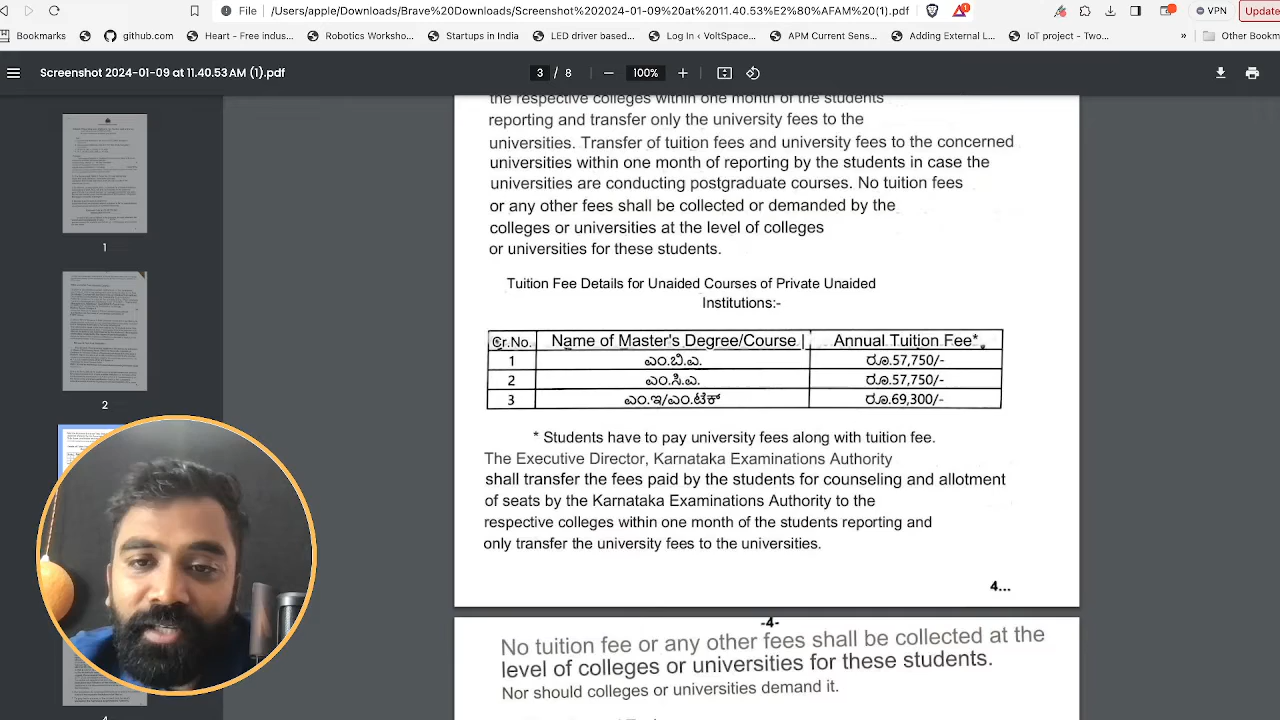 File
/Users/apple/Downloads/Brave%20Downloads/Screenshot%202024-01-09%20at%2011.40.53%E2%80%AFAM%20(1).pdf
VPN
Update
Bookmarks
github.com
Heart - Free indus...
Robotics Worksho...
Startups in India
LED driver based...
Log In ‹ VoltSpace...
APM Current Sens...
Adding External L...
IoT project - Two...
»
Other Book
Screenshot 2024-01-09 at 11.40.53 AM (1).pdf
3 / 8
100%
1
2
the respective colleges within one month of the students
reporting and transfer only the university fees to the
universities. Transfer of tuition fees and university fees to the concerned
universities within one month of reporting of the students in case of the
universities are conducting postgraduate courses. No tuition fees
or any other fees shall be collected or demanded by the
colleges or universities at the level of colleges
or universities for these students.
Institutions:-
Sr.No. Name of Master's Degree/Course Annual Tuition Fee*
ಎಂ.ಬಿ.ಎ. ರೂ.57,750/-
2 ಎಂ.ಸಿ.ಎ. ರೂ.57,750/-
3 ಎಂ.ಇ/ಎಂ.ಟೆಕ್ ರೂ.69,300/-
Students have to pay university fee along with tuition fee.
The Executive Director, Karnataka Examinations Authority
shall transfer the fees paid by the students for counseling and allotment
of seats by the Karnataka Examinations Authority to the
respective colleges within one month of the students reporting and
only transfer the university fees to the universities.
4...
-4-
No tuition fee or any other fees shall be collected at the
level of colleges or universities for these students.
or should colleges or universities demand it.